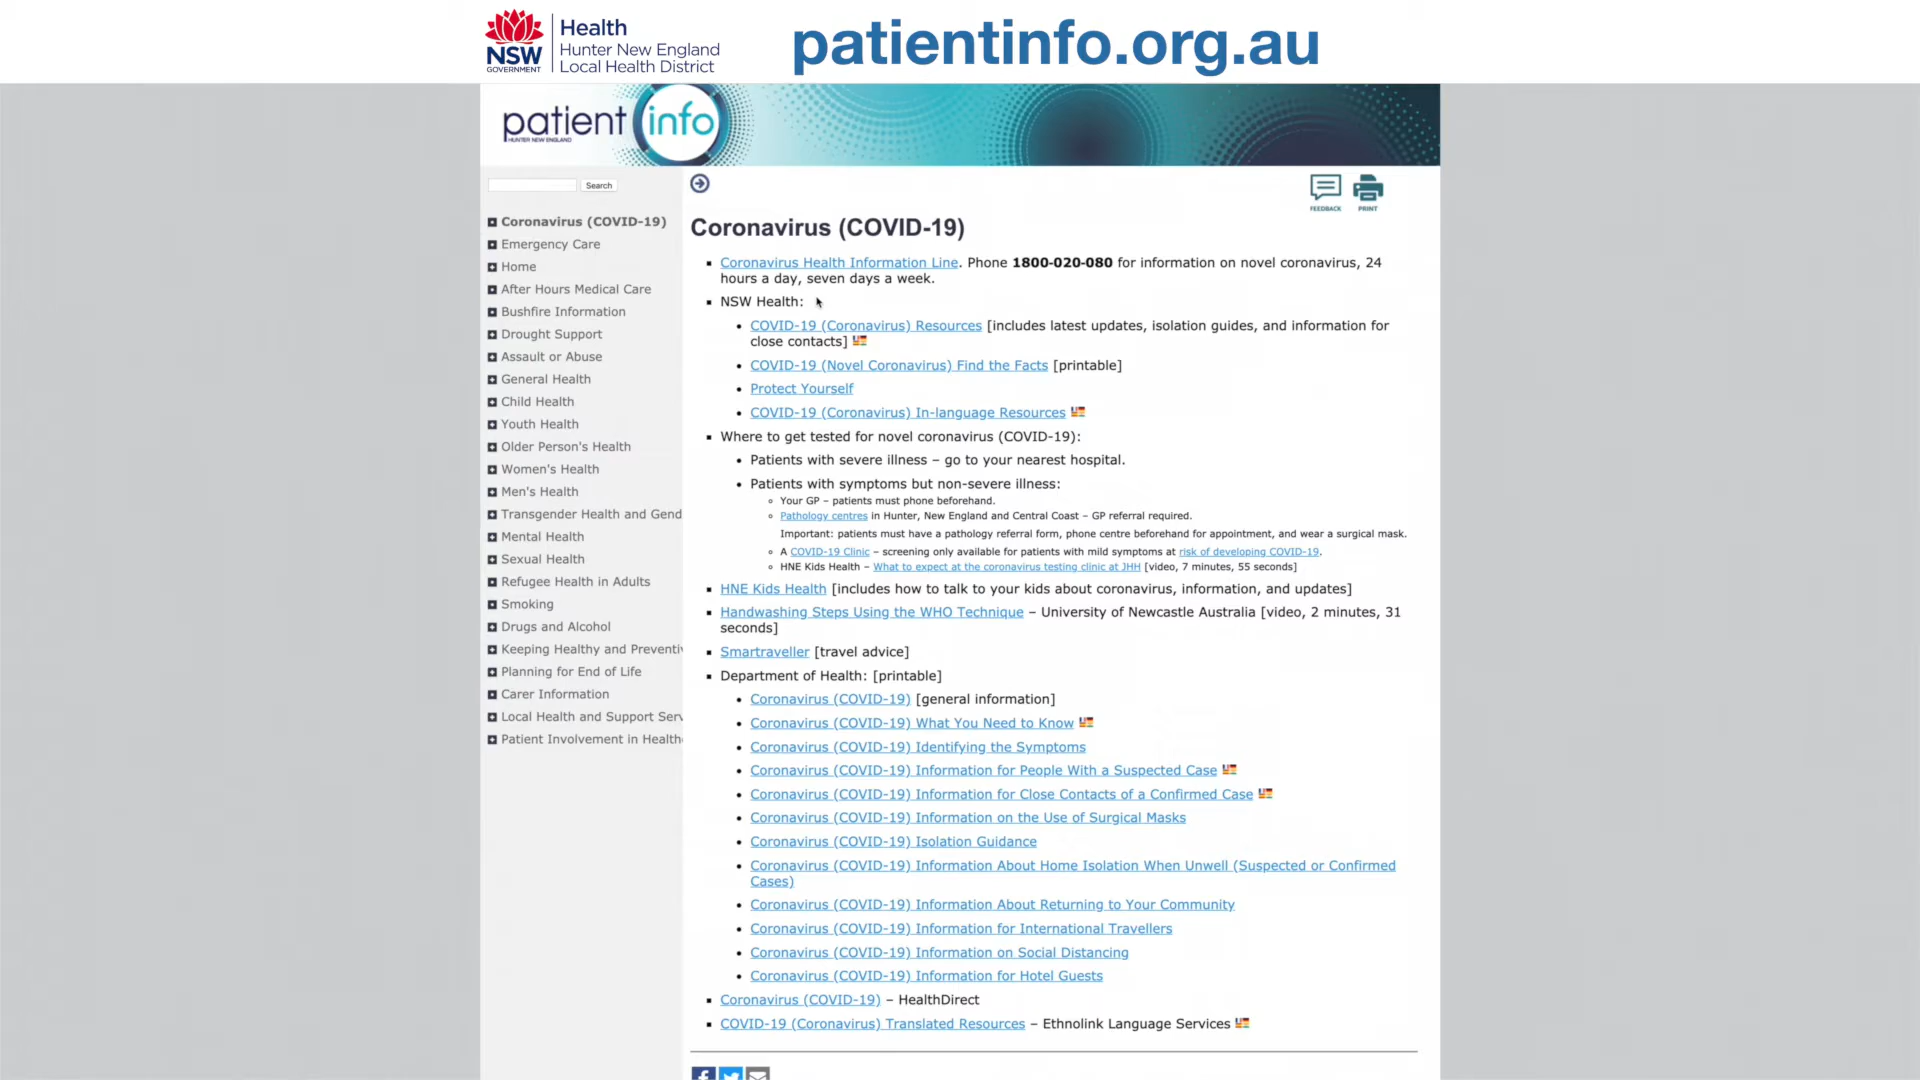 Health
NSW
GOVERNMENT
Hunter New England
Local Health District
patientinfo.org.au
patient info
HUNTER NEW ENGLAND
Search
FEEDBACK
PRINT
Coronavirus (COVID-19)
Emergency Care
Home
After Hours Medical Care
Bushfire Information
Drought Support
Assault or Abuse
General Health
Child Health
Youth Health
Older Person's Health
Women's Health
Men's Health
Transgender Health and Gend
Mental Health
Sexual Health
Refugee Health in Adults
Smoking
Drugs and Alcohol
Keeping Healthy and Preventiv
Planning for End of Life
Carer Information
Local Health and Support Serv
Patient Involvement in Health
Coronavirus (COVID-19)
Coronavirus Health Information Line. Phone 1800-020-080 for information on novel coronavirus, 24
hours a day, seven days a week.
NSW Health:
COVID-19 (Coronavirus) Resources [includes latest updates, isolation guides, and information for
close contacts]
COVID-19 (Novel Coronavirus) Find the Facts [printable]
Protect Yourself
COVID-19 (Coronavirus) In-language Resources
Where to get tested for novel coronavirus (COVID-19):
Patients with severe illness – go to your nearest hospital.
Patients with symptoms but non-severe illness:
Your GP – patients must phone beforehand.
Pathology centres in Hunter, New England and Central Coast – GP referral required.
Important: patients must have a pathology referral form, phone centre beforehand for appointment, and wear a surgical mask.
A COVID-19 Clinic – screening only available for patients with mild symptoms at risk of developing COVID-19.
HNE Kids Health – What to expect at the coronavirus testing clinic at JHH [video, 7 minutes, 55 seconds]
HNE Kids Health [includes how to talk to your kids about coronavirus, information, and updates]
Handwashing Steps Using the WHO Technique – University of Newcastle Australia [video, 2 minutes, 31
seconds]
Smartraveller [travel advice]
Department of Health: [printable]
Coronavirus (COVID-19) [general information]
Coronavirus (COVID-19) What You Need to Know
Coronavirus (COVID-19) Identifying the Symptoms
Coronavirus (COVID-19) Information for People With a Suspected Case
Coronavirus (COVID-19) Information for Close Contacts of a Confirmed Case
Coronavirus (COVID-19) Information on the Use of Surgical Masks
Coronavirus (COVID-19) Isolation Guidance
Coronavirus (COVID-19) Information About Home Isolation When Unwell (Suspected or Confirmed
Cases)
Coronavirus (COVID-19) Information About Returning to Your Community
Coronavirus (COVID-19) Information for International Travellers
Coronavirus (COVID-19) Information on Social Distancing
Coronavirus (COVID-19) Information for Hotel Guests
Coronavirus (COVID-19) – HealthDirect
COVID-19 (Coronavirus) Translated Resources – Ethnolink Language Services